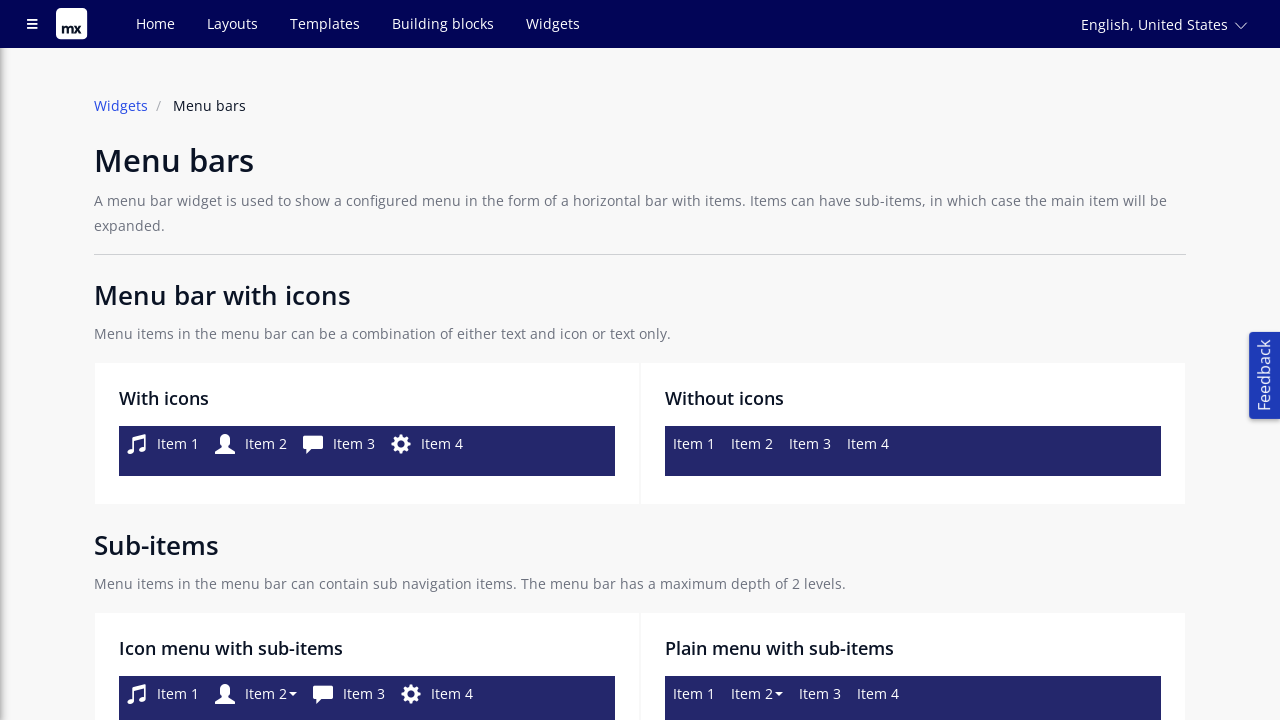 mx Home Layouts Templates Building blocks Widgets English, United States
Widgets / Menu bars
Menu bars
A menu bar widget is used to show a configured menu in the form of a horizontal bar with items. Items can have sub-items, in which case the main item will be
expanded.
Menu bar with icons
Menu items in the menu bar can be a combination of either text and icon or text only.
Feedback
With icons
Item 1 Item 2 Item 3 Item 4
Without icons
Item 1 Item 2 Item 3 Item 4
Sub-items
Menu items in the menu bar can contain sub navigation items. The menu bar has a maximum depth of 2 levels.
Icon menu with sub-items
Item 1 Item 2 Item 3 Item 4
Plain menu with sub-items
Item 1 Item 2 Item 3 Item 4